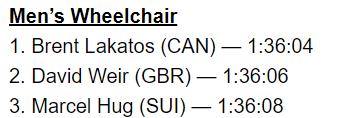 Men’s Wheelchair
1. Brent Lakatos (CAN) — 1:36:04
2. David Weir (GBR) — 1:36:06
3. Marcel Hug (SUI) — 1:36:08